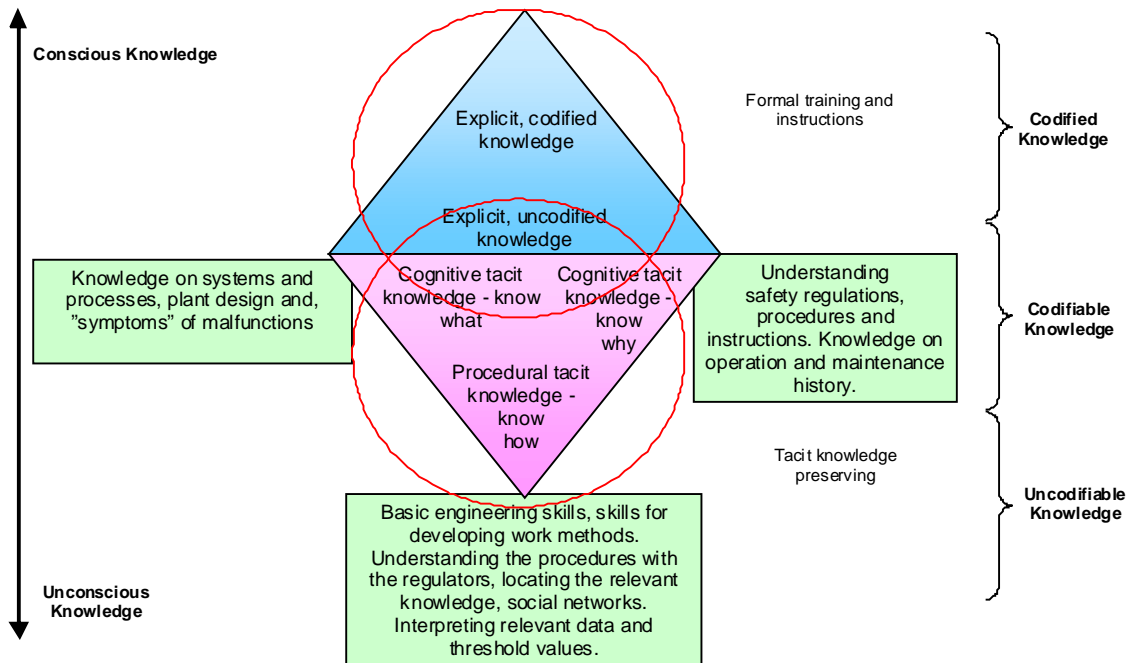 Conscious Knowledge
Explicit, codified
knowledge
Formal training and
instructions
Codified
Knowledge
Explicit, uncodified
knowledge
Knowledge on systems and
processes, plant design and,
”symptoms” of malfunctions
Cognitive tacit
knowledge - know
what
Cognitive tacit
knowledge -
know
why
Understanding
safety regulations,
procedures and
instructions. Knowledge on
operation and maintenance
history.
Codifiable
Knowledge
Procedural tacit
knowledge -
know
how
Tacit knowledge
preserving
Uncodifiable
Knowledge
Basic engineering skills, skills for
developing work methods.
Understanding the procedures with
the regulators, locating the relevant
knowledge, social networks.
Interpreting relevant data and
threshold values.
Unconscious
Knowledge